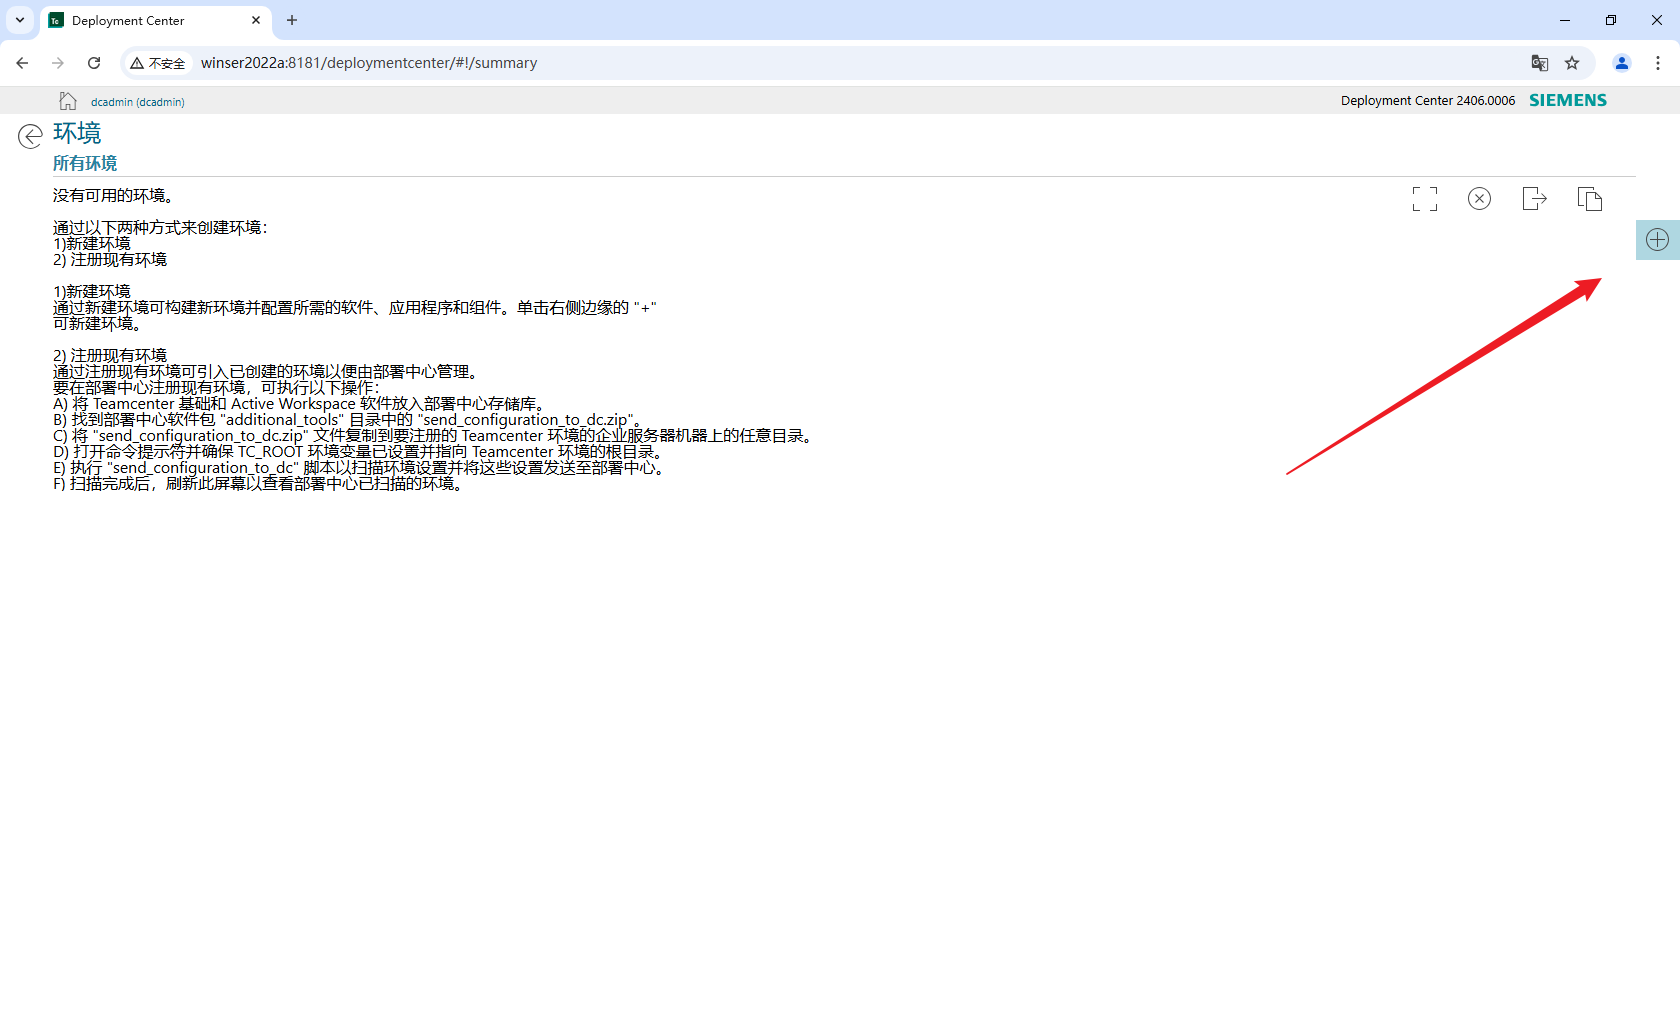 Deployment Center
不安全
winser2022a:8181/deploymentcenter/#!/summary
dcadmin (dcadmin)
Deployment Center 2406.0006 SIEMENS
环境
所有环境
没有可用的环境。
通过以下两种方式来创建环境：
1)新建环境
2) 注册现有环境
1)新建环境
通过新建环境可构建新环境并配置所需的软件、应用程序和组件。单击右侧边缘的 "+"
可新建环境。
2) 注册现有环境
通过注册现有环境可引入已创建的环境以便由部署中心管理。
要在部署中心注册现有环境，可执行以下操作：
A) 将 Teamcenter 基础和 Active Workspace 软件放入部署中心存储库。
B) 找到部署中心软件包 "additional_tools" 目录中的 "send_configuration_to_dc.zip"。
C) 将 "send_configuration_to_dc.zip" 文件复制到要注册的 Teamcenter 环境的企业服务器机器上的任意目录。
D) 打开命令提示符并确保 TC_ROOT 环境变量已设置并指向 Teamcenter 环境的根目录。
E) 执行 "send_configuration_to_dc" 脚本以扫描环境设置并将这些设置发送至部署中心。
F) 扫描完成后，刷新此屏幕以查看部署中心已扫描的环境。